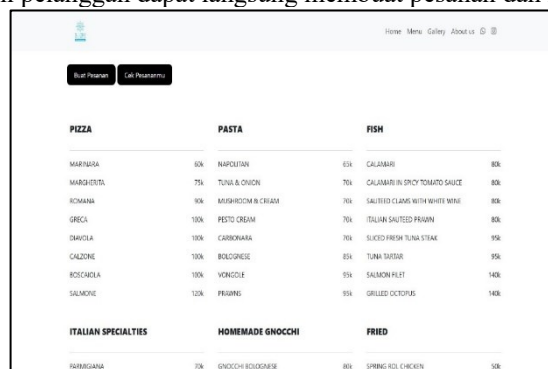 pelanggan dapat langsung membuat pesanan dan
Home Menu Gallery About us
Buat Pesanan Cek Pesananmu
PIZZA PASTA FISH
MARINARA 60k NAPOLITAN 65k CALAMARI 80k
MARGHERITA 75k TUNA & ONION 70k CALAMARI IN SPICY TOMATO SAUCE 80k
ROMANA 90k MUSHROOM & CREAM 70k SAUTEED CLAMS WITH WHITE WINE 80k
GRECA 100k PESTO CREAM 70k ITALIAN SAUTEED PRAWN 80k
DIAVOLA 100k CARBONARA 70k SLICED FRESH TUNA STEAK 95k
CALZONE 100k BOLOGNESE 85k TUNA TARTAR 95k
BOSCAIOLA 100k VONGOLE 95k SALMON FILET 140k
SALMONE 120k PRAWNS 95k GRILLED OCTOPUS 140k
ITALIAN SPECIALTIES HOMEMADE GNOCCHI FRIED
PARMIGIANA 70k GNOCCHI BOLOGNESE 80k SPRING ROL CHICKEN 50k